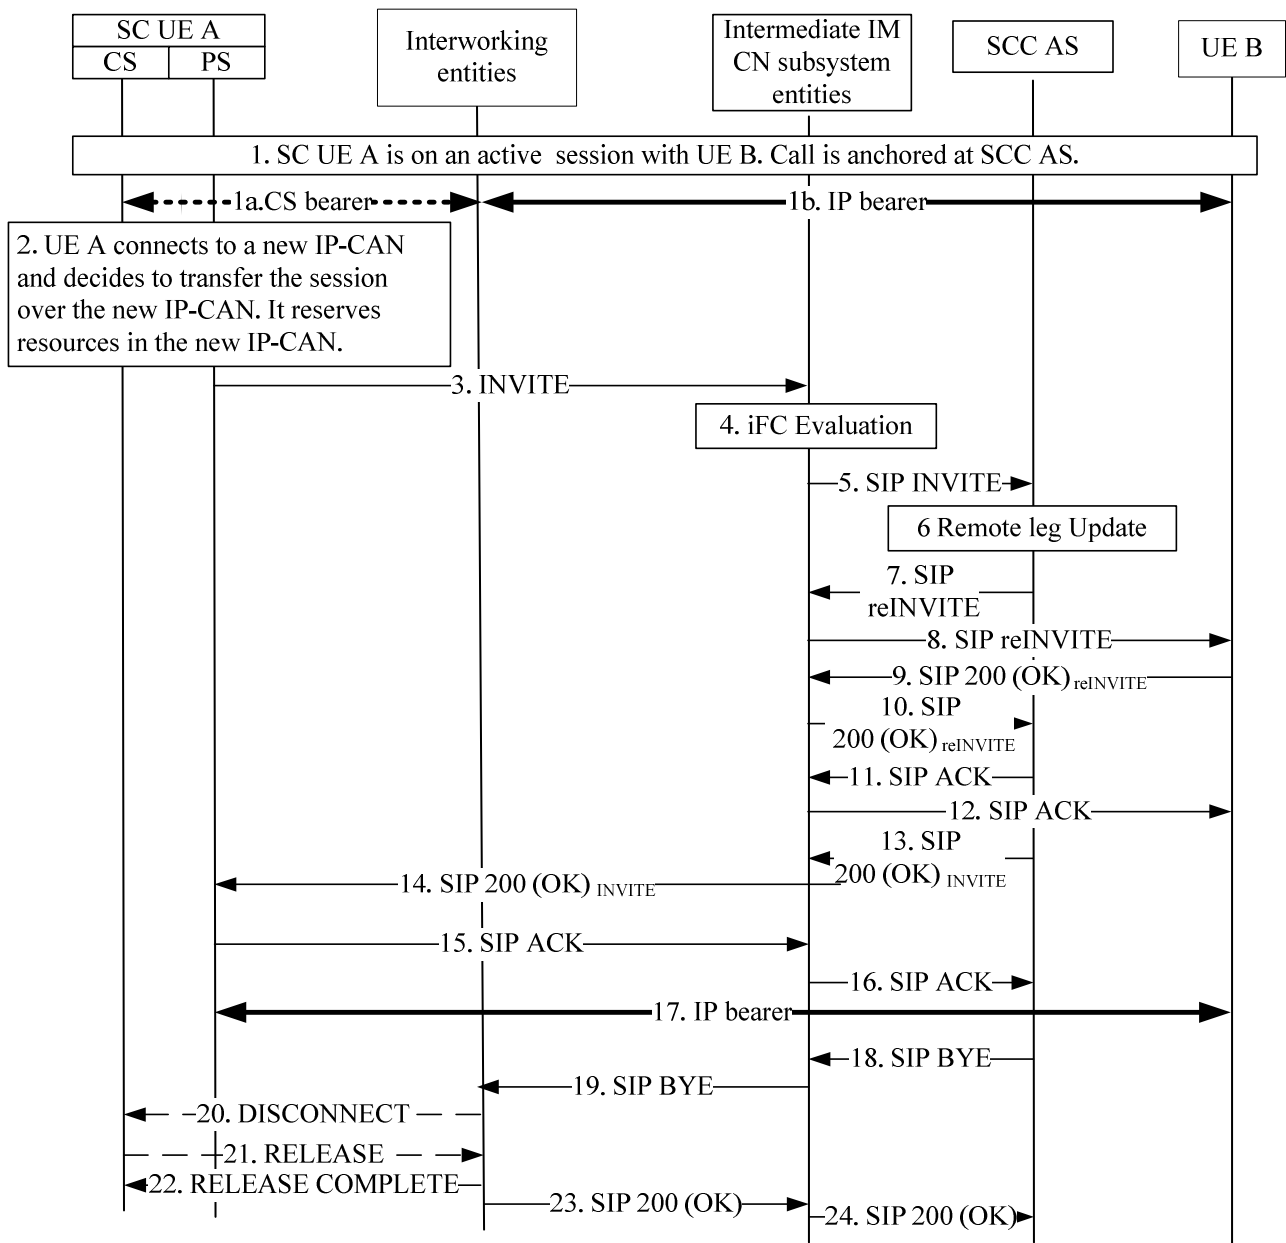 SC UE A
CS PS
Interworking
entities
Intermediate IM
CN subsystem
entities
SCC AS
UE B
1. SC UE A is on an active session with UE B. Call is anchored at SCC AS.
1a.CS bearer
1b. IP bearer
2. UE A connects to a new IP-CAN
and decides to transfer the session
over the new IP-CAN. It reserves
resources in the new IP-CAN.
3. INVITE
4. iFC Evaluation
5. SIP INVITE
6 Remote leg Update
7. SIP
reINVITE
8. SIP reINVITE
9. SIP 200 (OK) reINVITE
10. SIP
200 (OK) reINVITE
11. SIP ACK
12. SIP ACK
13. SIP
200 (OK) INVITE
14. SIP 200 (OK) INVITE
15. SIP ACK
16. SIP ACK
17. IP bearer
18. SIP BYE
19. SIP BYE
20. DISCONNECT
21. RELEASE
22. RELEASE COMPLETE
23. SIP 200 (OK)
24. SIP 200 (OK)